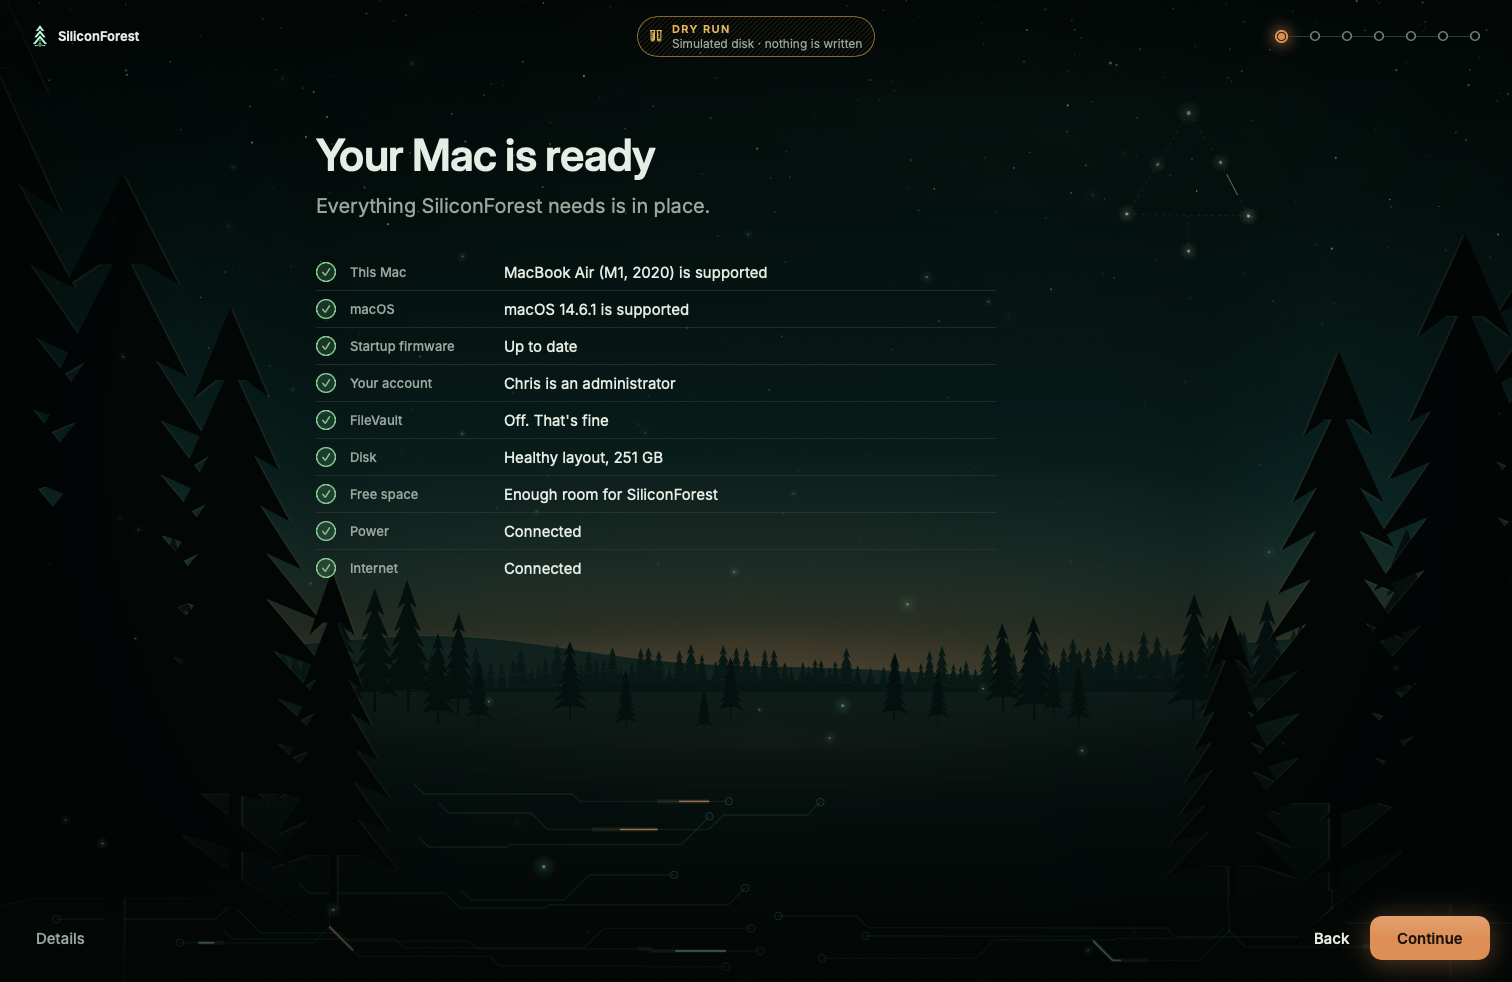 SiliconForest
DRY RUN
Simulated disk · nothing is written
Your Mac is ready
Everything SiliconForest needs is in place.
This Mac MacBook Air (M1, 2020) is supported
macOS macOS 14.6.1 is supported
Startup firmware Up to date
Your account Chris is an administrator
FileVault Off. That's fine
Disk Healthy layout, 251 GB
Free space Enough room for SiliconForest
Power Connected
Internet Connected
Details
Back
Continue